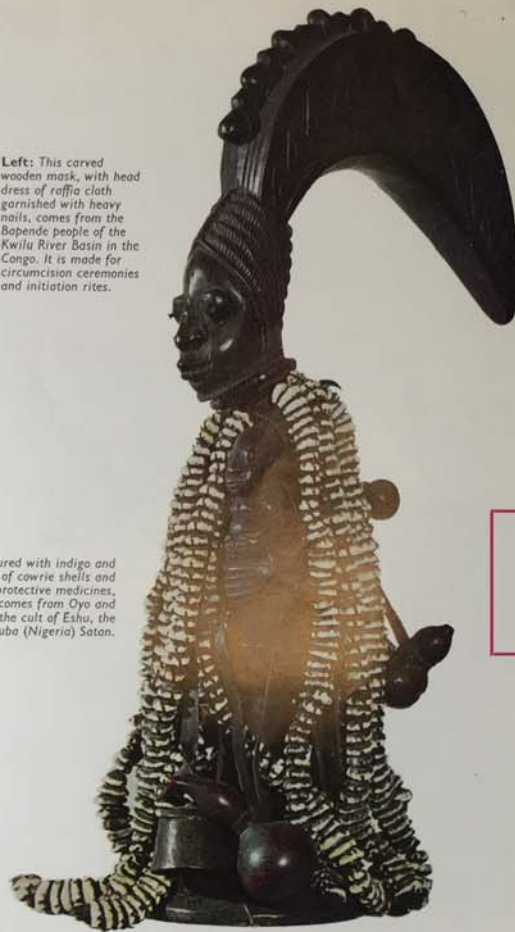 Left: This carved
wooden mask, with head
dress of raffia cloth
garnished with heavy
nails, comes from the
Bapende people of the
Kwilu River Basin in the
Congo. It is made for
circumcision ceremonies
and initiation rites.
ured with indigo and
of cowrie shells and
protective medicines,
comes from Oyo and
the cult of Eshu, the
uba (Nigeria) Satan.